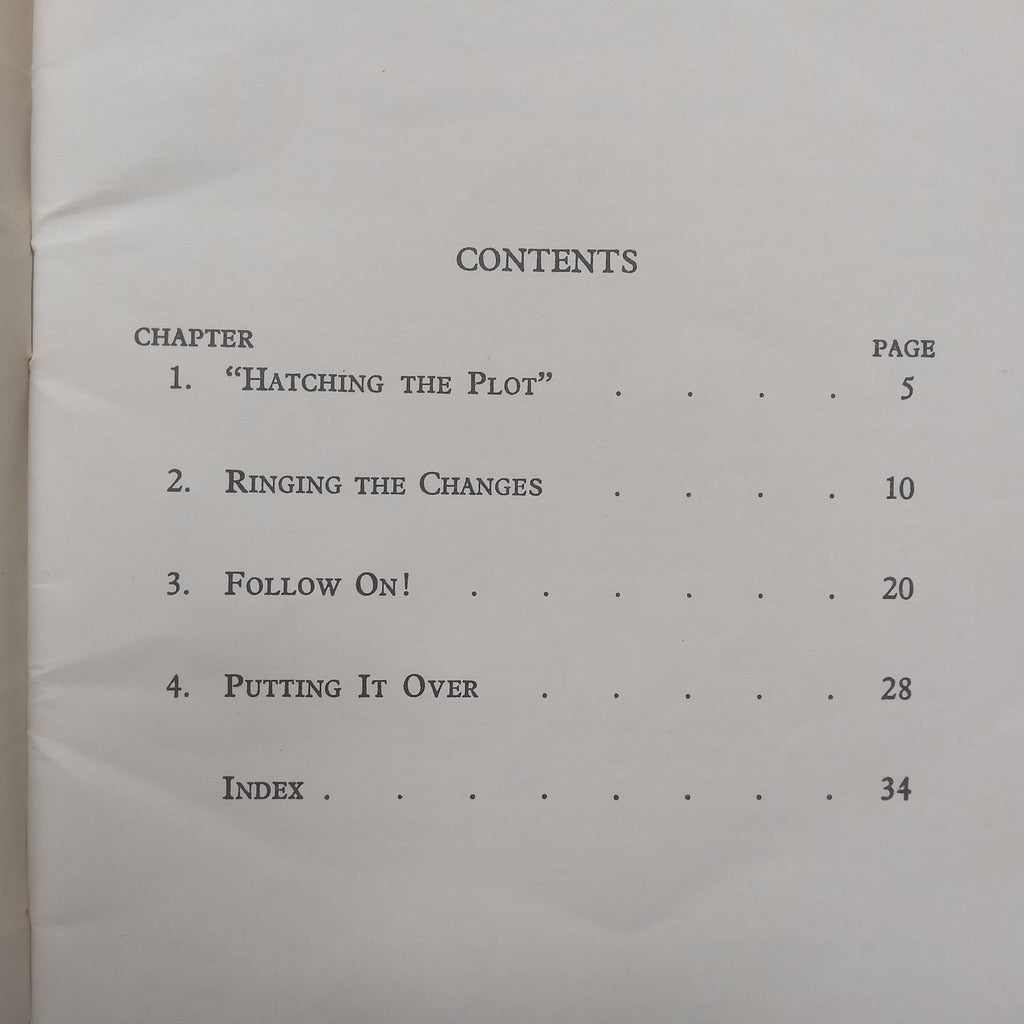 CONTENTS
CHAPTER PAGE
1. “Hatching the Plot” . . . . 5
2. Ringing the Changes . . . . 10
3. Follow On! . . . . . . 20
4. Putting It Over . . . . . 28
Index . . . . . . . . 34